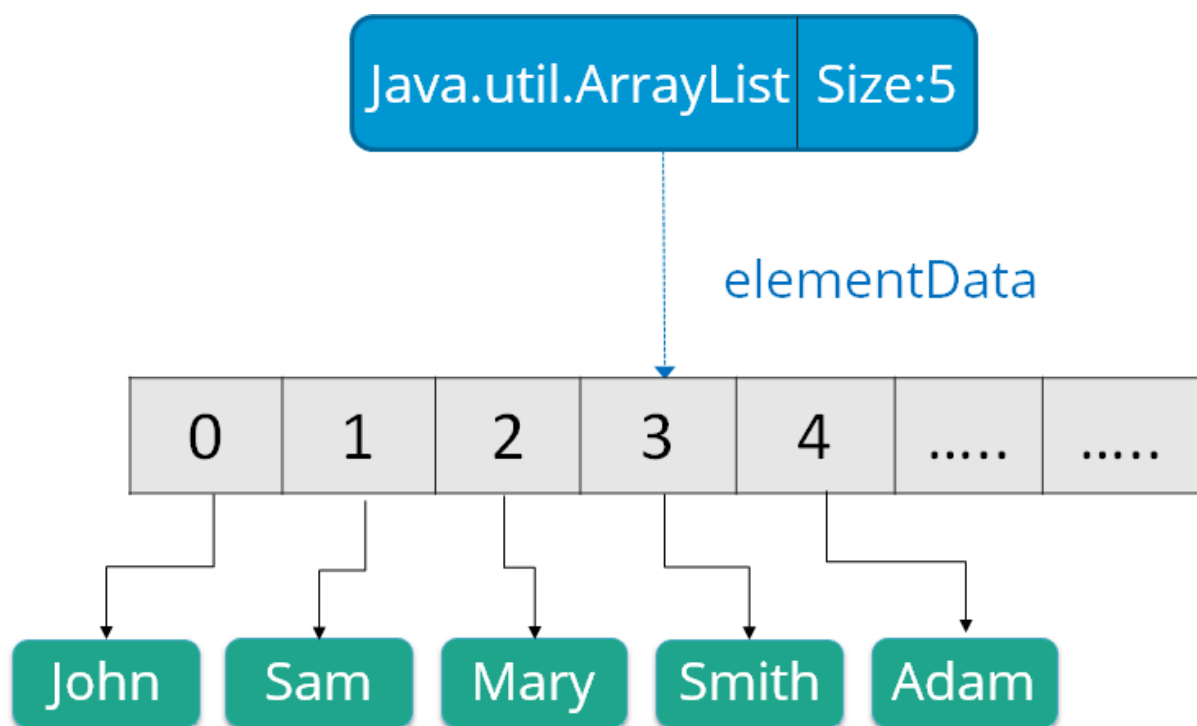 Java.util.ArrayList Size:5
elementData
0 1 2 3 4 ..... .....
John Sam Mary Smith Adam